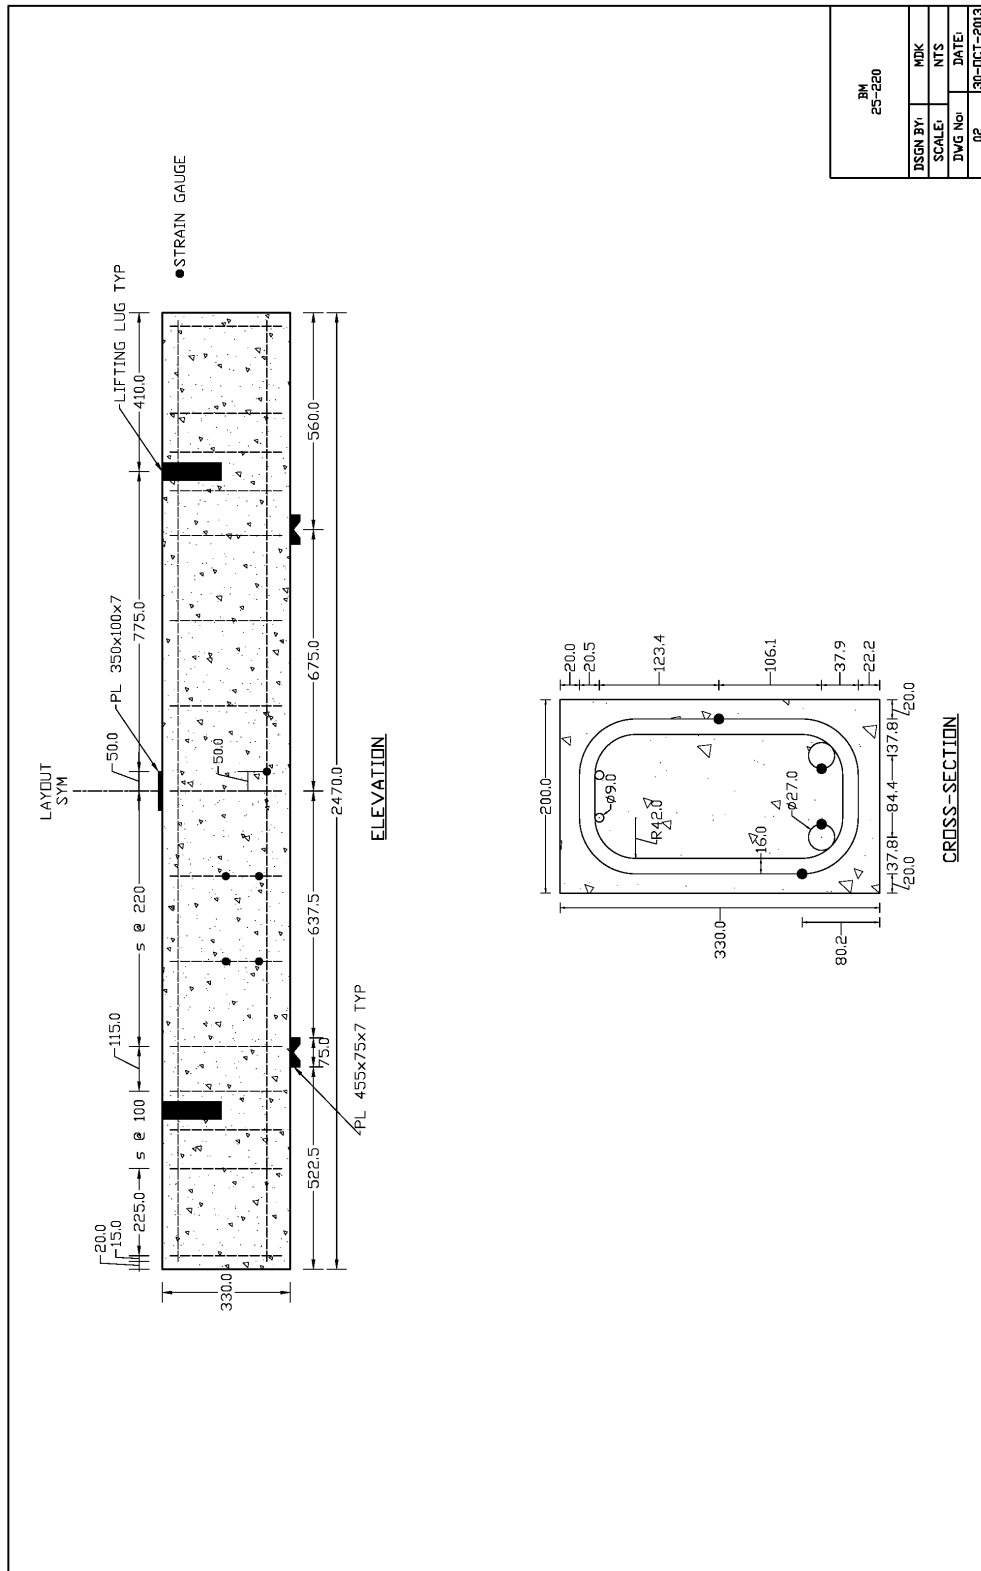 LAYOUT
SYM
50.0
PL 350x100x7
LIFTING LUG TYP
STRAIN GAUGE
20.0
15.0
225.0
s @ 100
115.0
s @ 220
775.0
410.0
330.0
50.0
522.5
75.0
637.5
675.0
560.0
PL 455x75x7 TYP
2470.0
ELEVATION
200.0
20.0
20.5
123.4
106.1
37.9
22.2
Ø9.0
R42.0
16.0
Ø27.0
330.0
80.2
20.0
37.8
84.4
37.8
20.0
CROSS-SECTION
BM
25-220
DSGN BY: MDK
SCALE: NTS
DWG No: DATE:
02 30-OCT-2013